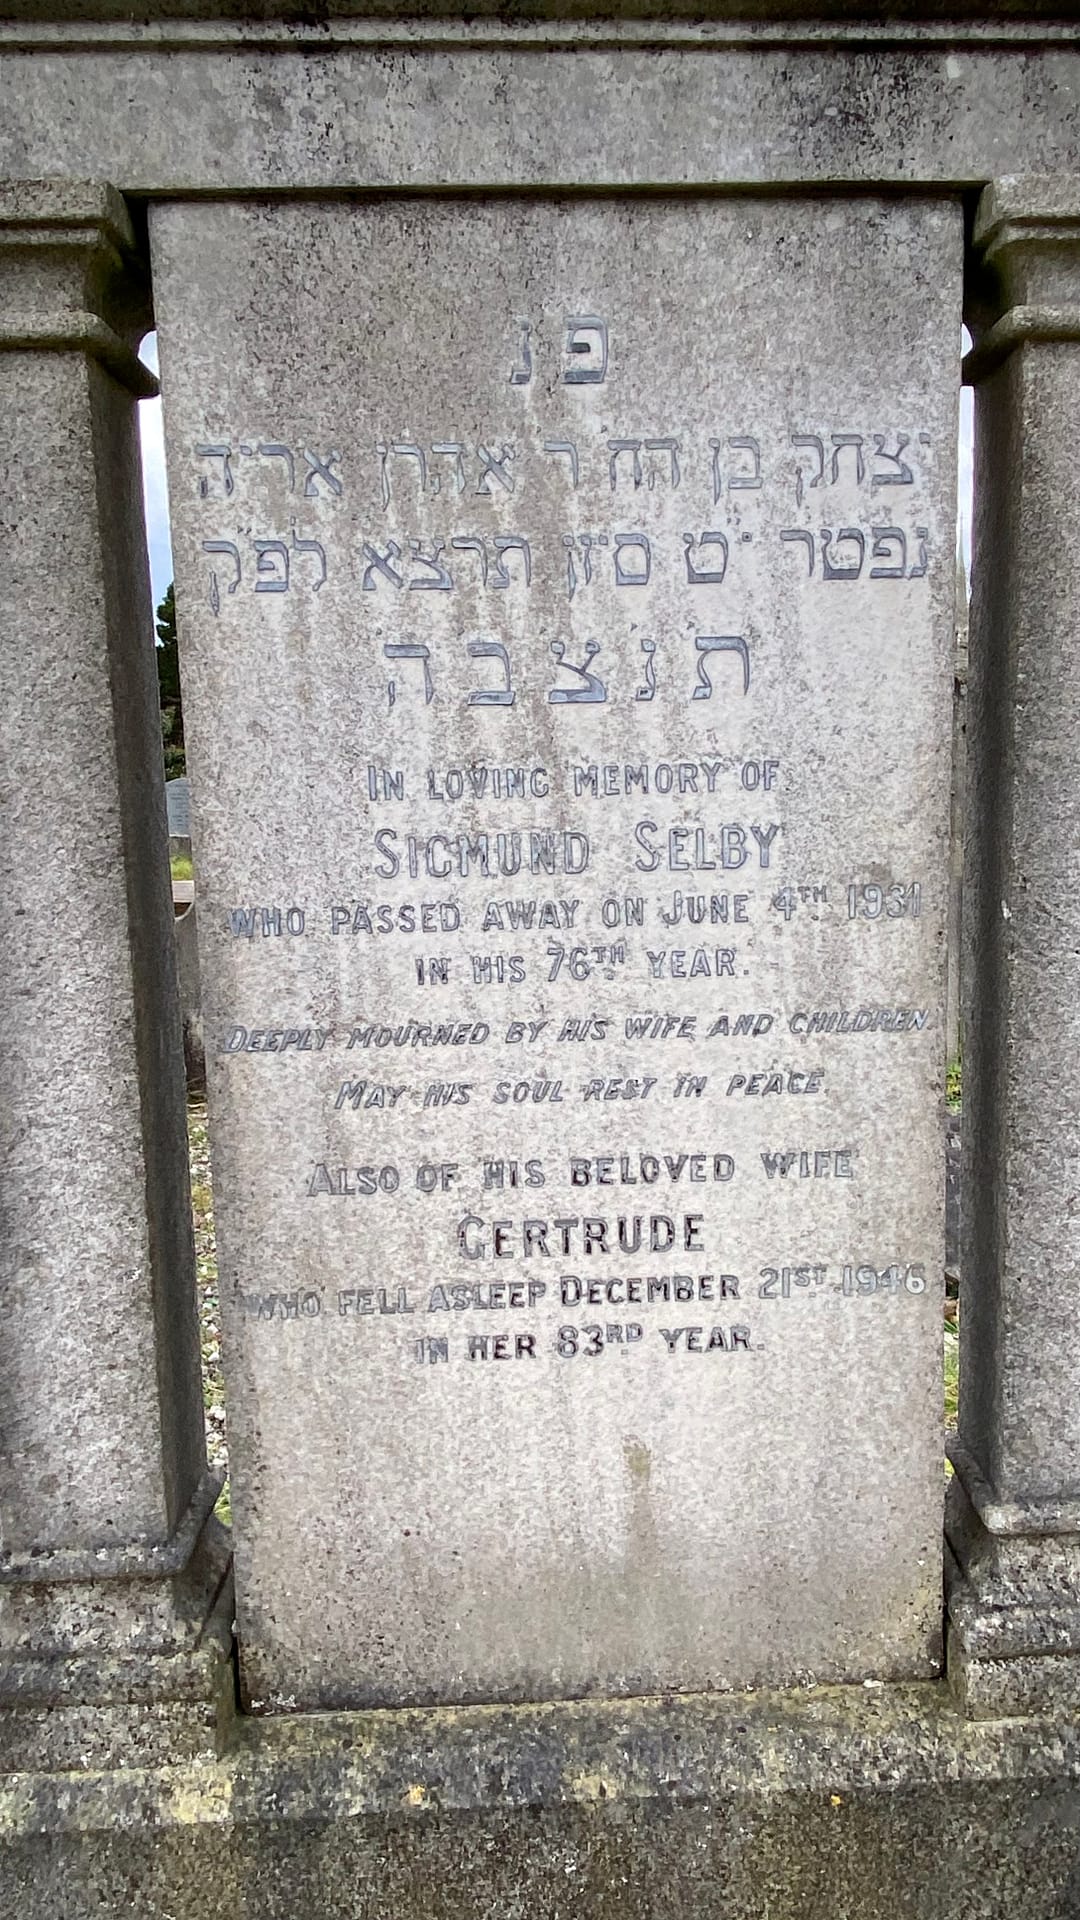 פ נ
יצחק בן הח ר אהרן אריה
נפטר י״ט סיון תרצא לפ״ק
ת נ צ ב ה
IN LOVING MEMORY OF
SIGMUND SELBY
WHO PASSED AWAY ON JUNE 4TH 1931
IN HIS 76TH YEAR.
DEEPLY MOURNED BY HIS WIFE AND CHILDREN.
MAY HIS SOUL REST IN PEACE.
ALSO OF HIS BELOVED WIFE
GERTRUDE
WHO FELL ASLEEP DECEMBER 21ST 1946
IN HER 83RD YEAR.